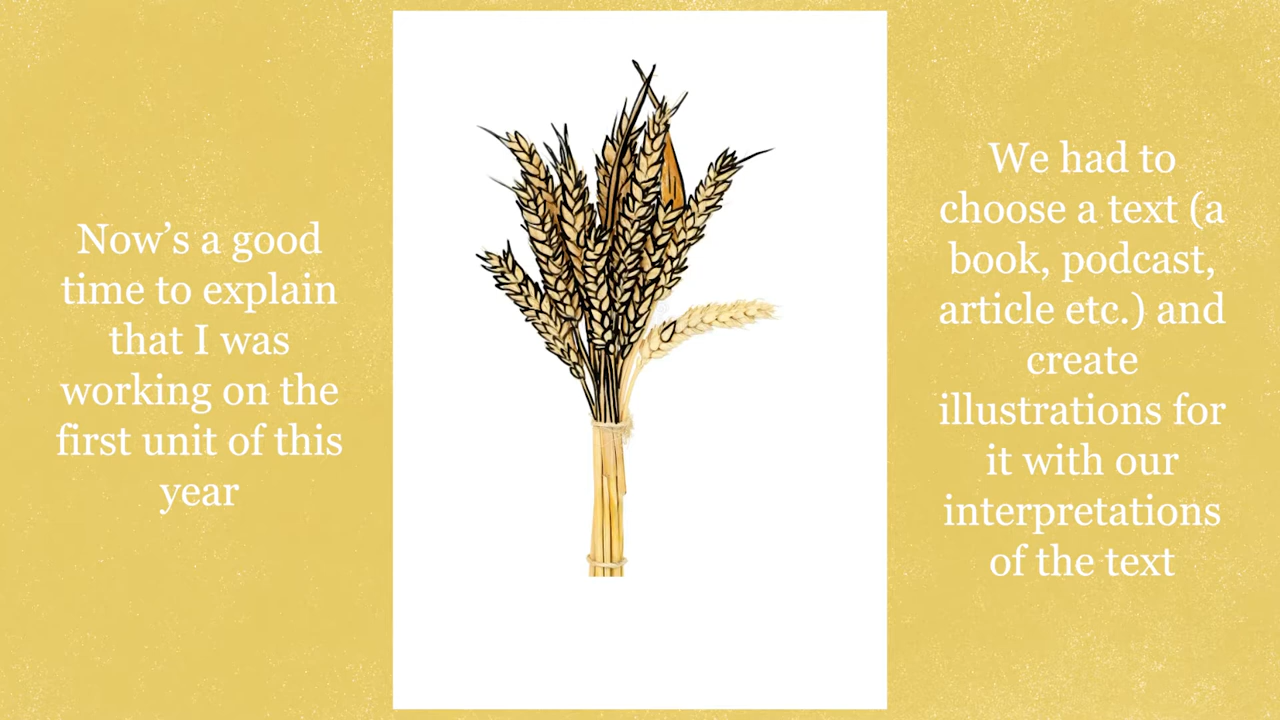 Now’s a good
time to explain
that I was
working on the
first unit of this
year
We had to
choose a text (a
book, podcast,
article etc.) and
create
illustrations for
it with our
interpretations
of the text